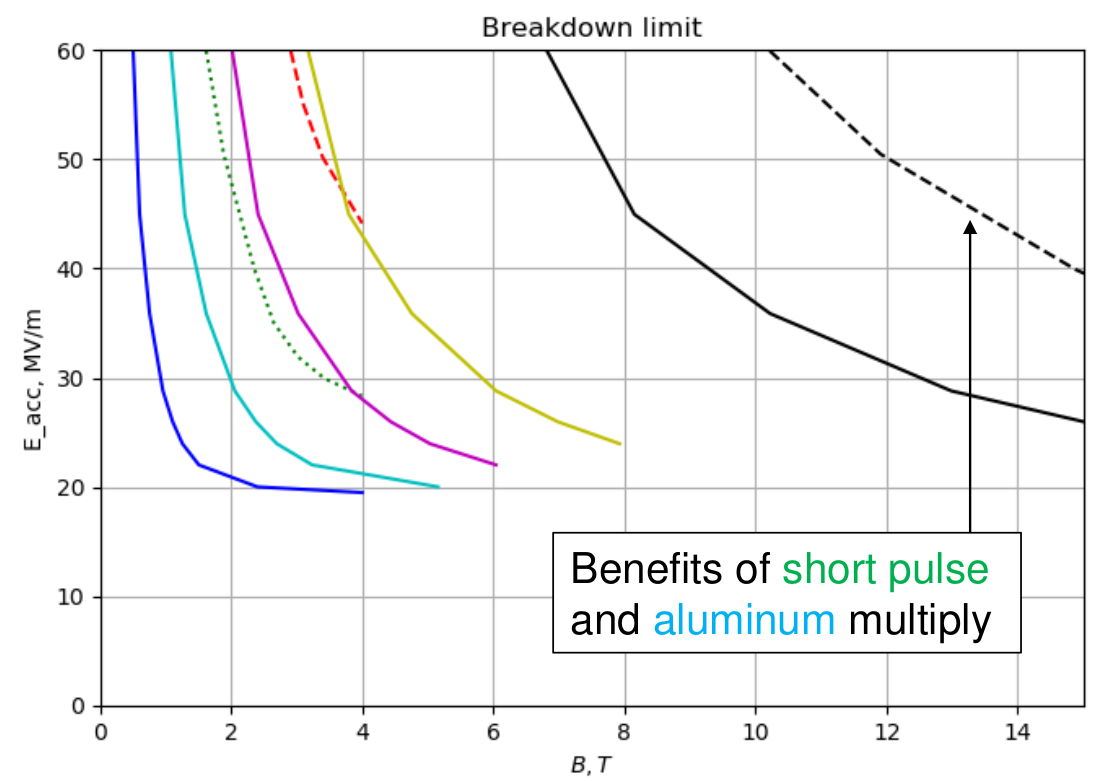 Breakdown limit
E_acc, MV/m
60
50
40
30
20
10
0
0 2 4 6 8 10 12 14
B, T
Benefits of short pulse
and aluminum multiply